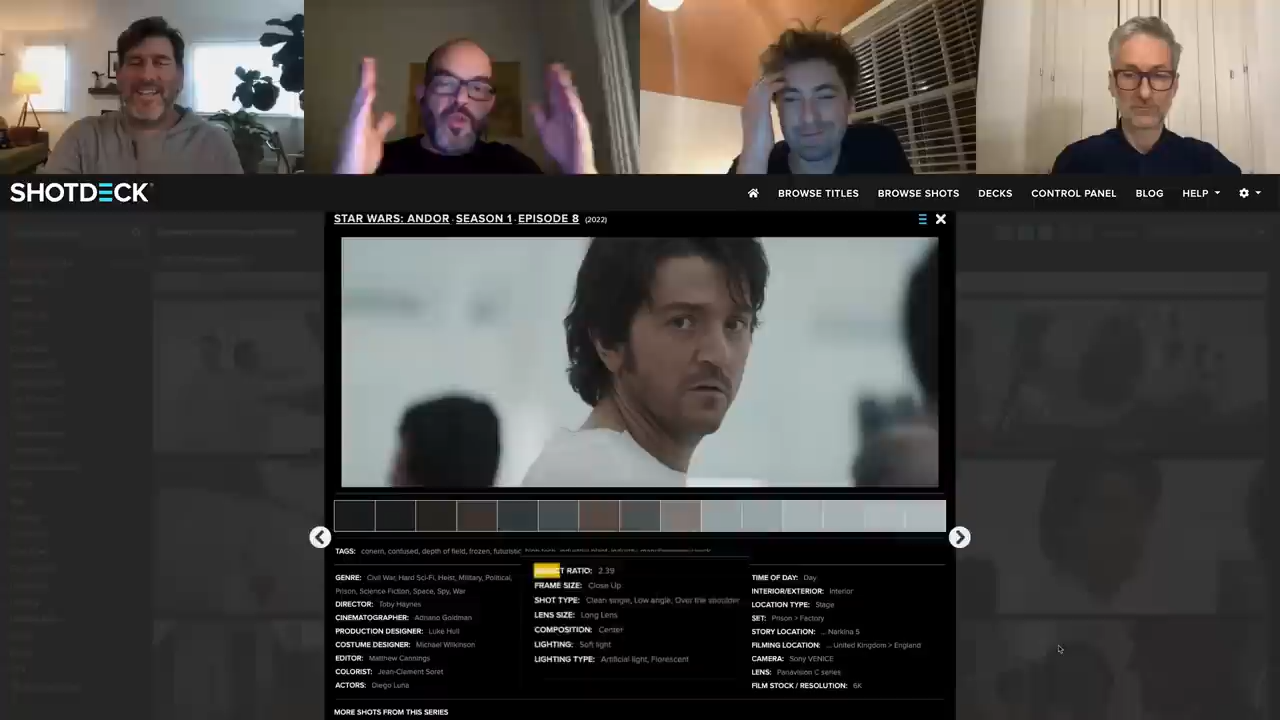 SHOTDECK
BROWSE TITLES BROWSE SHOTS DECKS CONTROL PANEL BLOG HELP
STAR WARS: ANDOR · SEASON 1 · EPISODE 8 (2022)
TAGS: concern, confused, depth of field, frozen, futuristic,
GENRE: Civil War, Hard Sci-Fi, Heist, Military, Political,
Prison, Science Fiction, Space, Spy, War
DIRECTOR: Toby Haynes
CINEMATOGRAPHER: Adriano Goldman
PRODUCTION DESIGNER: Luke Hull
COSTUME DESIGNER: Michael Wilkinson
EDITOR: Matthew Cannings
COLORIST: Jean-Clement Soret
ACTORS: Diego Luna
RATIO: 2.39
FRAME SIZE: Close Up
SHOT TYPE: Clean single, Low angle, Over the shoulder
LENS SIZE: Long Lens
COMPOSITION: Center
LIGHTING: Soft light
LIGHTING TYPE: Artificial light, Florescent
TIME OF DAY: Day
INTERIOR/EXTERIOR: Interior
LOCATION TYPE: Stage
SET: Prison > Factory
STORY LOCATION: ... Narkina 5
FILMING LOCATION: ... United Kingdom > England
CAMERA: Sony VENICE
LENS: Panavision C series
FILM STOCK / RESOLUTION: 6K
MORE SHOTS FROM THIS SERIES